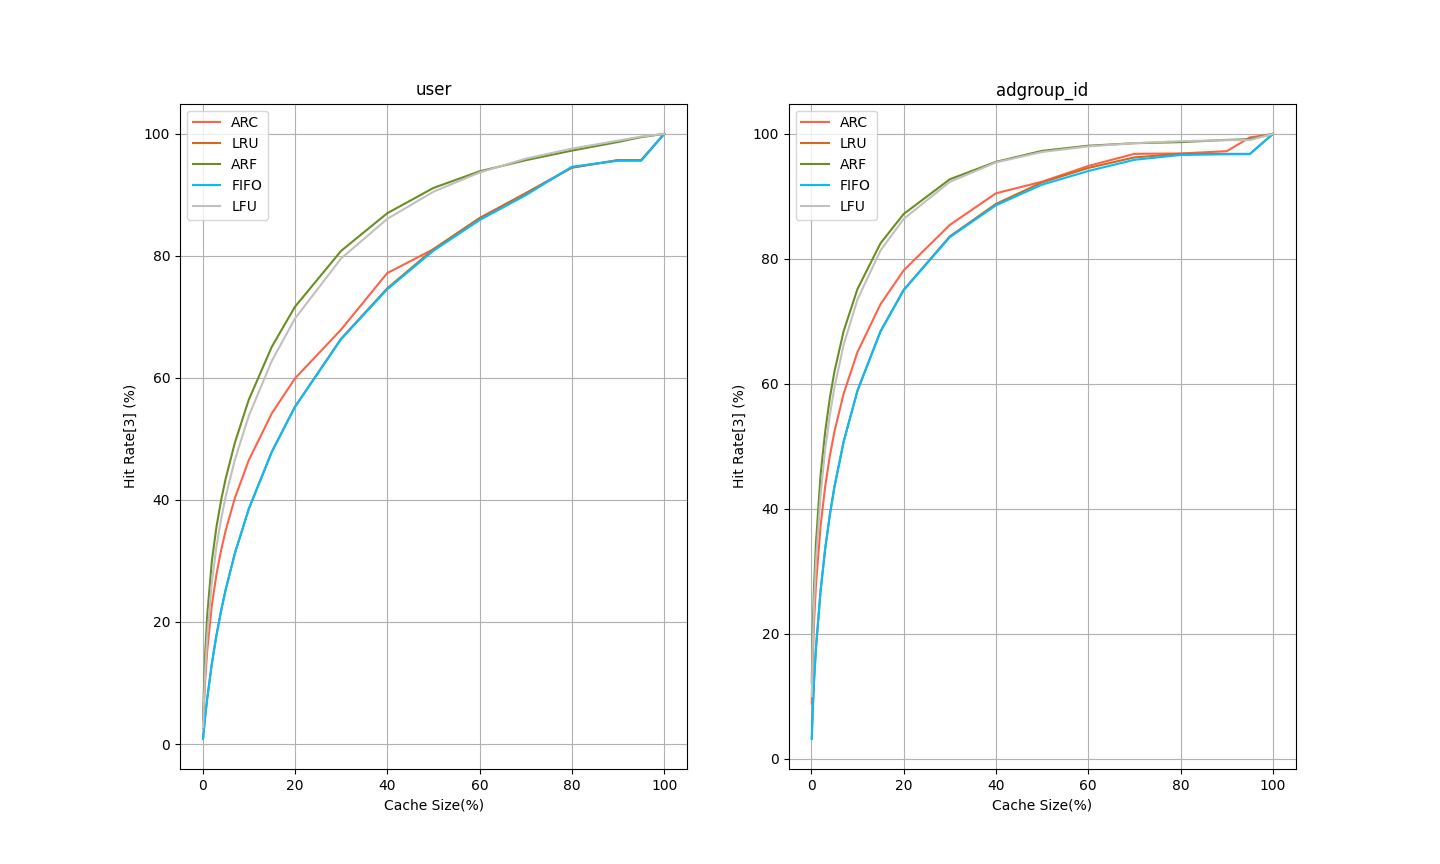 user
100
80
60
40
20
0
Hit Rate[3] (%)
ARC
LRU
ARF
FIFO
LFU
0 20 40 60 80 100
Cache Size(%)
adgroup_id
100
80
60
40
20
0
Hit Rate[3] (%)
ARC
LRU
ARF
FIFO
LFU
0 20 40 60 80 100
Cache Size(%)